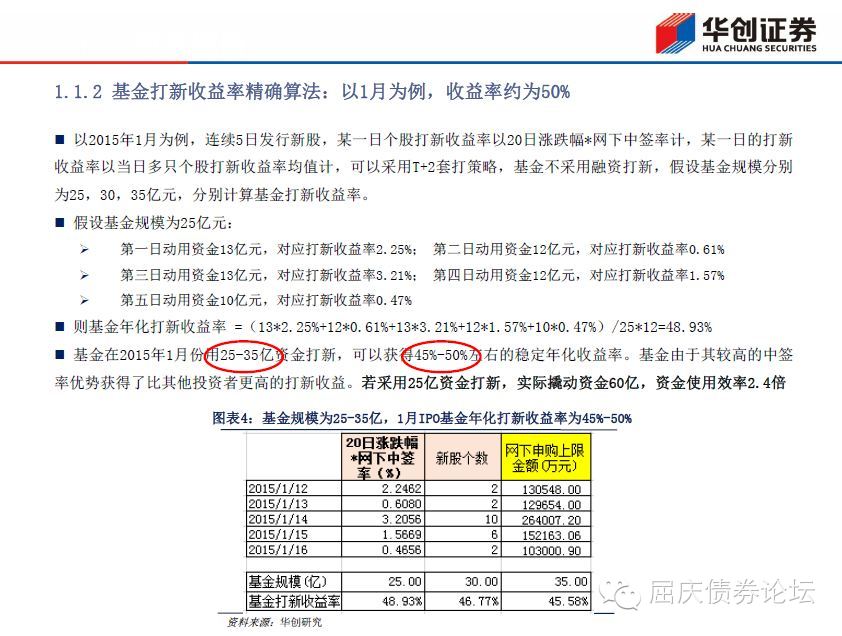 华创证券
HUA CHUANG SECURITIES
1.1.2 基金打新收益率精确算法：以1月为例，收益率约为50%
■ 以2015年1月为例，连续5日发行新股，某一日个股打新收益率以20日涨跌幅*网下中签率计，某一日的打新
收益率以当日多只个股打新收益率均值计，可以采用T+2套打策略，基金不采用融资打新，假设基金规模分别
为25，30，35亿元，分别计算基金打新收益率。
■ 假设基金规模为25亿元：
➢ 第一日动用资金13亿元，对应打新收益率2.25%； 第二日动用资金12亿元，对应打新收益率0.61%
➢ 第三日动用资金13亿元，对应打新收益率3.21%； 第四日动用资金12亿元，对应打新收益率1.57%
➢ 第五日动用资金10亿元，对应打新收益率0.47%
■ 则基金年化打新收益率 =（13*2.25%+12*0.61%+13*3.21%+12*1.57%+10*0.47%）/25*12=48.93%
■ 基金在2015年1月份用25-35亿资金打新，可以获得45%-50%左右的稳定年化收益率。基金由于其较高的中签
率优势获得了比其他投资者更高的打新收益。若采用25亿资金打新，实际撬动资金60亿，资金使用效率2.4倍
图表4：基金规模为25-35亿，1月IPO基金年化打新收益率为45%-50%
20日涨跌幅*网下中签率（%） 新股个数 网下申购上限金额(万元)
2015/1/12 2.2462 2 130548.00
2015/1/13 0.6080 2 129654.00
2015/1/14 3.2056 10 264007.20
2015/1/15 1.5669 6 152163.06
2015/1/16 0.4656 2 103000.90
基金规模(亿) 25.00 30.00 35.00
基金打新收益率 48.93% 46.77% 45.58%
资料来源：华创研究
屈庆债券论坛